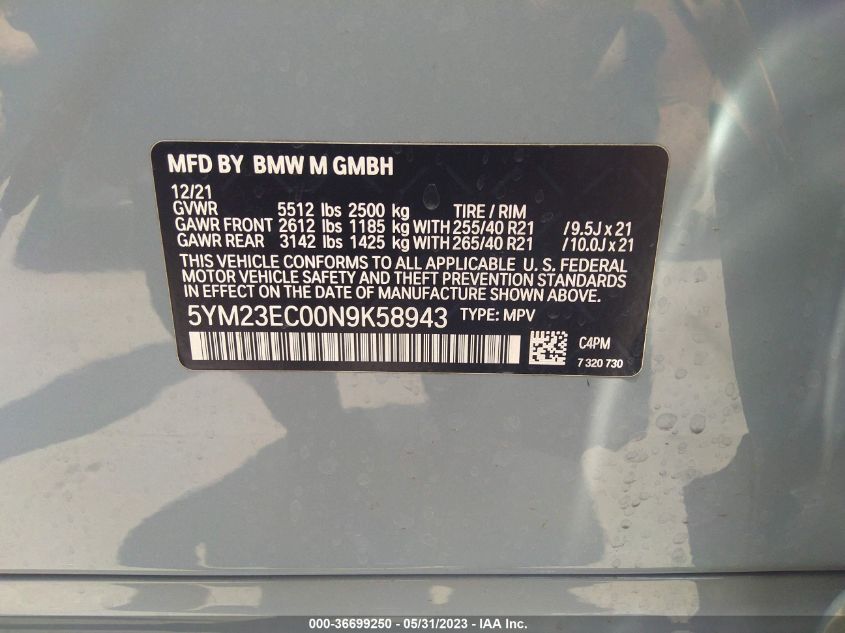 MFD BY BMW M GMBH
12/21
GVWR 5512 lbs 2500 kg TIRE / RIM
GAWR FRONT 2612 lbs 1185 kg WITH 255/40 R21 / 9.5J x 21
GAWR REAR 3142 lbs 1425 kg WITH 265/40 R21 / 10.0J x 21
THIS VEHICLE CONFORMS TO ALL APPLICABLE U. S. FEDERAL
MOTOR VEHICLE SAFETY AND THEFT PREVENTION STANDARDS
IN EFFECT ON THE DATE OF MANUFACTURE SHOWN ABOVE.
5YM23EC00N9K58943 TYPE: MPV
C4PM
7 320 730
000-36699250 - 05/31/2023 - IAA Inc.